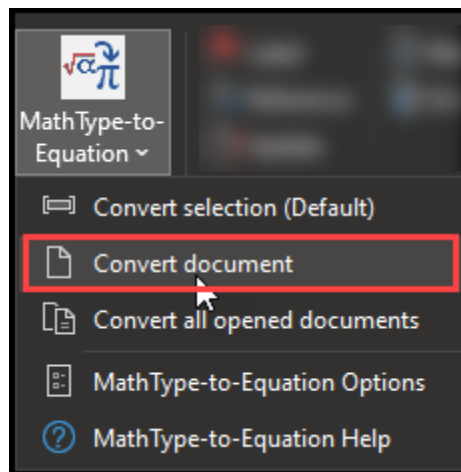 MathType-to-
Equation
Convert selection (Default)
Convert document
Convert all opened documents
MathType-to-Equation Options
MathType-to-Equation Help